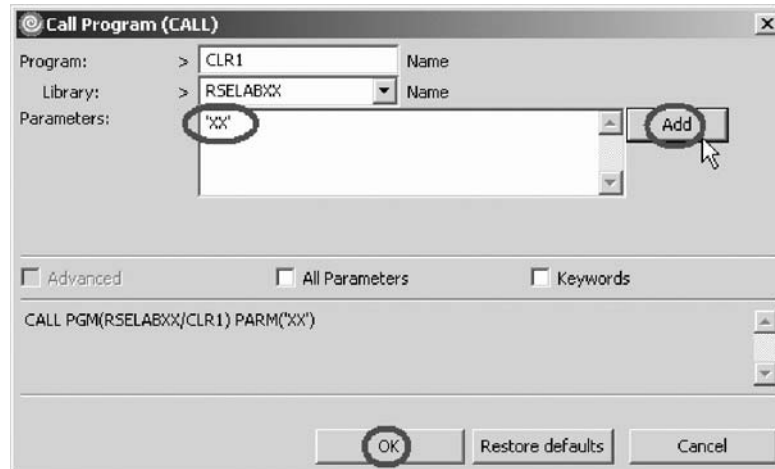 Call Program (CALL)
Program: > CLR1 Name
Library: > RSELABXX Name
Parameters: 'XX' Add
Advanced All Parameters Keywords
CALL PGM(RSELABXX/CLR1) PARM('XX')
OK Restore defaults Cancel